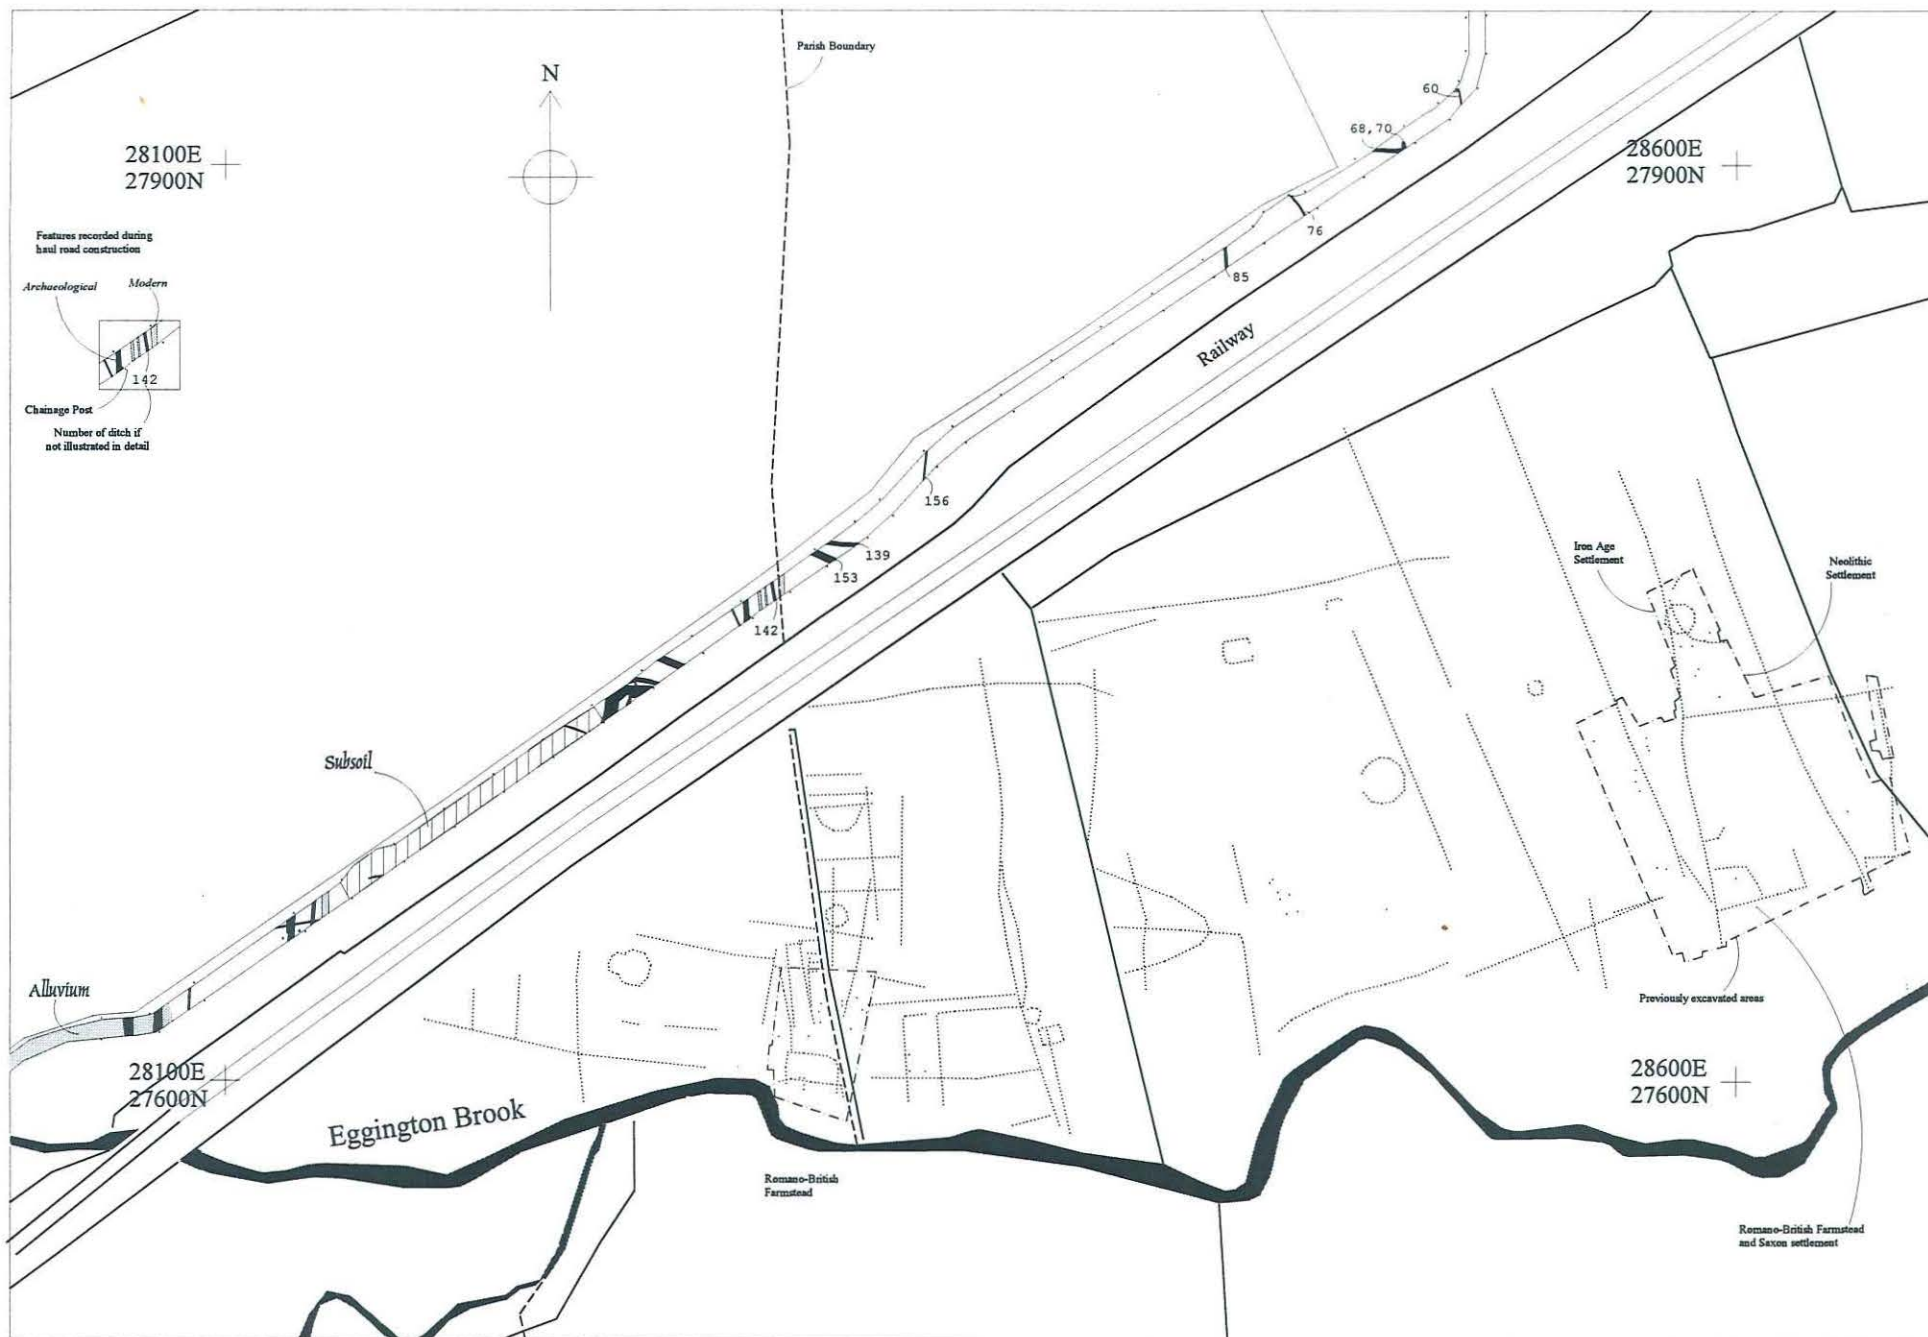 Parish Boundary
N
60
68,70
28100E
27900N
28600E
27900N
76
Features recorded during
haul road construction
85
Archaeological
Modern
Railway
142
Chainage Post
Number of ditch if
not illustrated in detail
156
139
153
Iron Age
Settlement
Neolithic
Settlement
142
Subsoil
Alluvium
Previously excavated areas
28100E
27600N
28600E
27600N
Eggington Brook
Romano-British
Farmstead
Romano-British Farmstead
and Saxon settlement